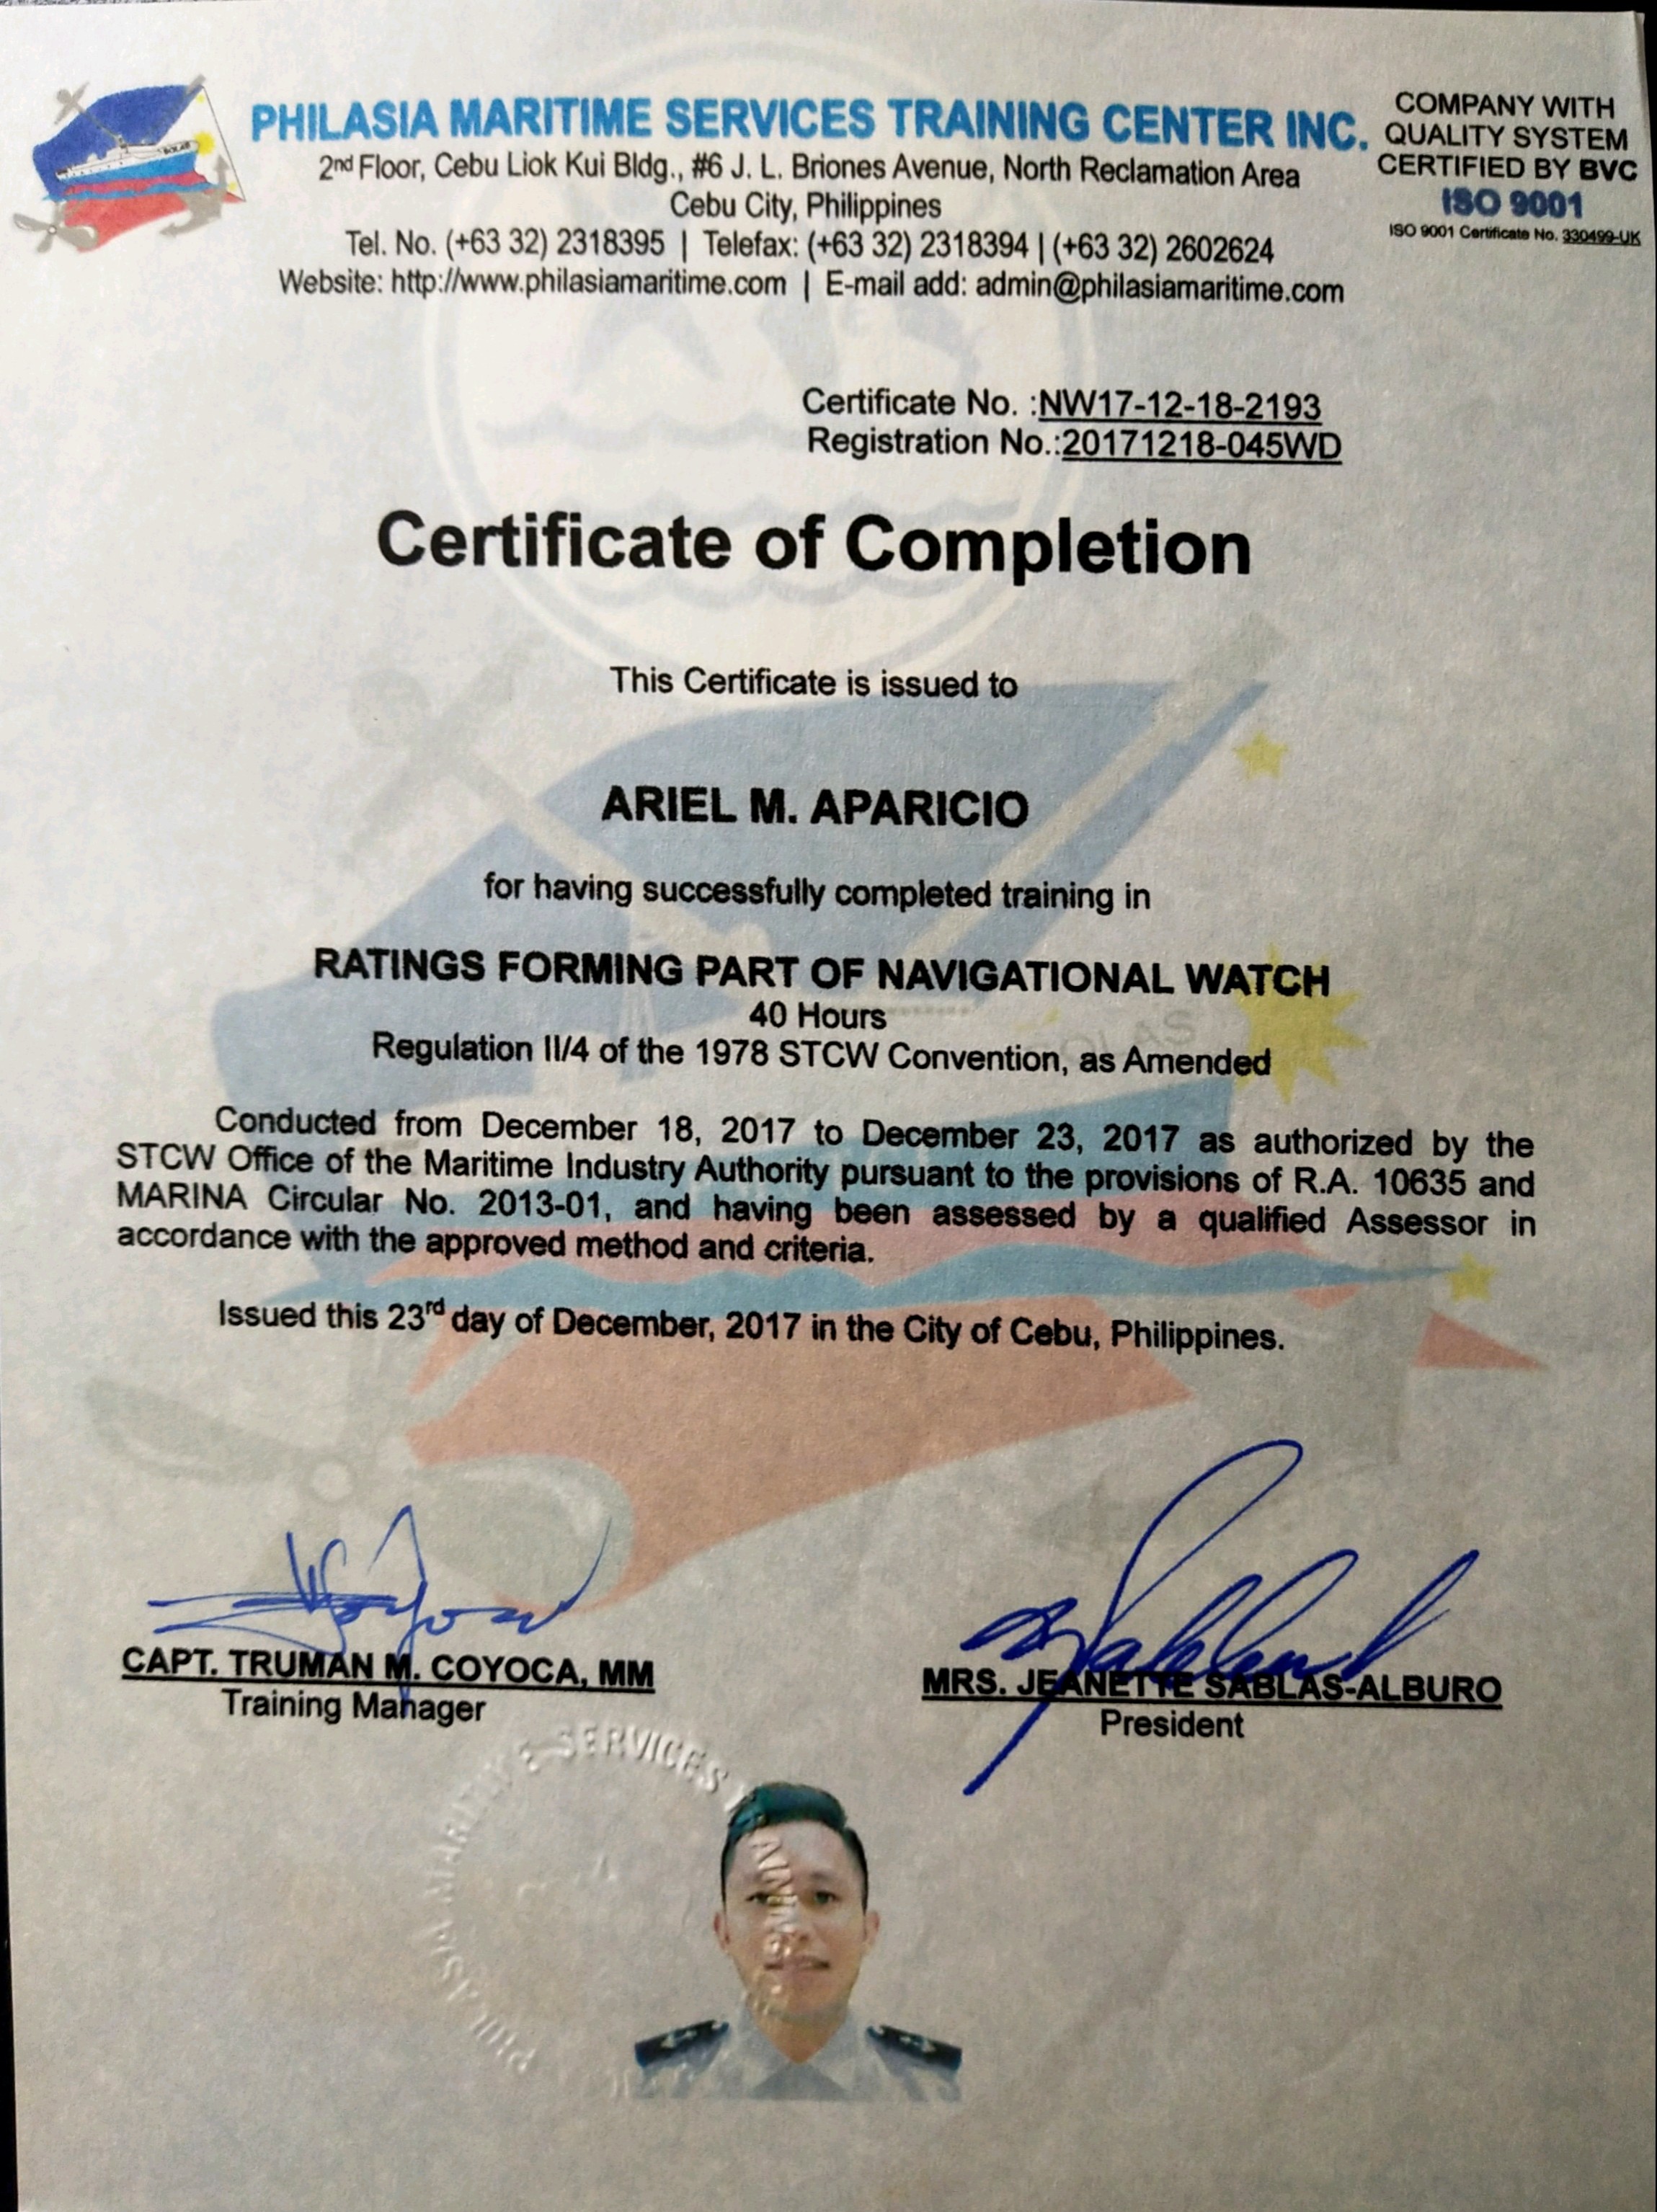 PHILASIA MARITIME SERVICES TRAINING CENTER INC.
2nd Floor, Cebu Liok Kui Bldg., #6 J. L. Briones Avenue, North Reclamation Area
Cebu City, Philippines
Tel. No. (+63 32) 2318395 | Telefax: (+63 32) 2318394 | (+63 32) 2602624
Website: http://www.philasiamaritime.com | E-mail add: admin@philasiamaritime.com
COMPANY WITH
QUALITY SYSTEM
CERTIFIED BY BVC
ISO 9001
ISO 9001 Certificate No. 330499-UK
Certificate No. :NW17-12-18-2193
Registration No.:20171218-045WD
Certificate of Completion
This Certificate is issued to
ARIEL M. APARICIO
for having successfully completed training in
RATINGS FORMING PART OF NAVIGATIONAL WATCH
40 Hours
Regulation II/4 of the 1978 STCW Convention, as Amended
Conducted from December 18, 2017 to December 23, 2017 as authorized by the
STCW Office of the Maritime Industry Authority pursuant to the provisions of R.A. 10635 and
MARINA Circular No. 2013-01, and having been assessed by a qualified Assessor in
accordance with the approved method and criteria.
Issued this 23rd day of December, 2017 in the City of Cebu, Philippines.
CAPT. TRUMAN M. COYOCA, MM
Training Manager
MRS. JEANETTE SABLAS-ALBURO
President